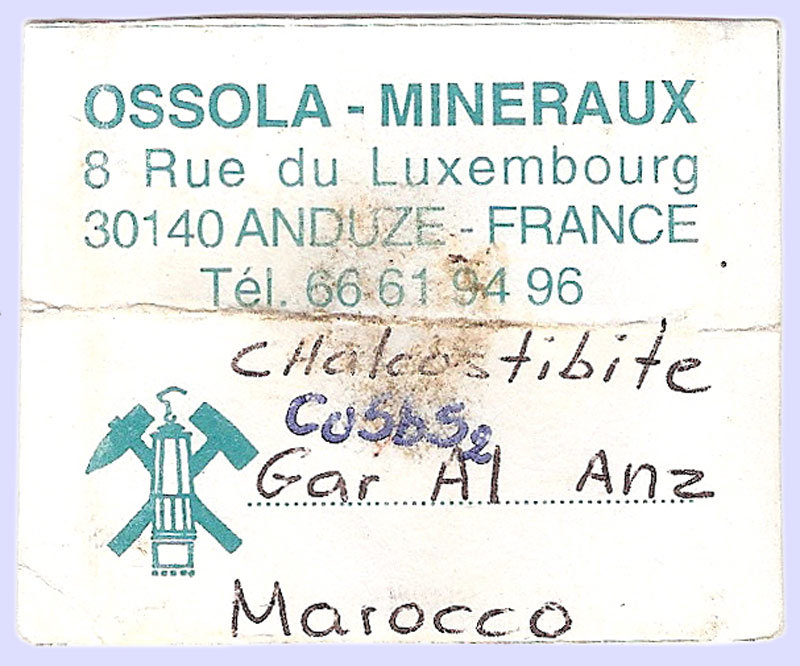 OSSOLA - MINERAUX
8 Rue du Luxembourg
30140 ANDUZE - FRANCE
Tél. 66 61 94 96
CHalcostibite
CUSbS2
Gar Al Anz
Marocco